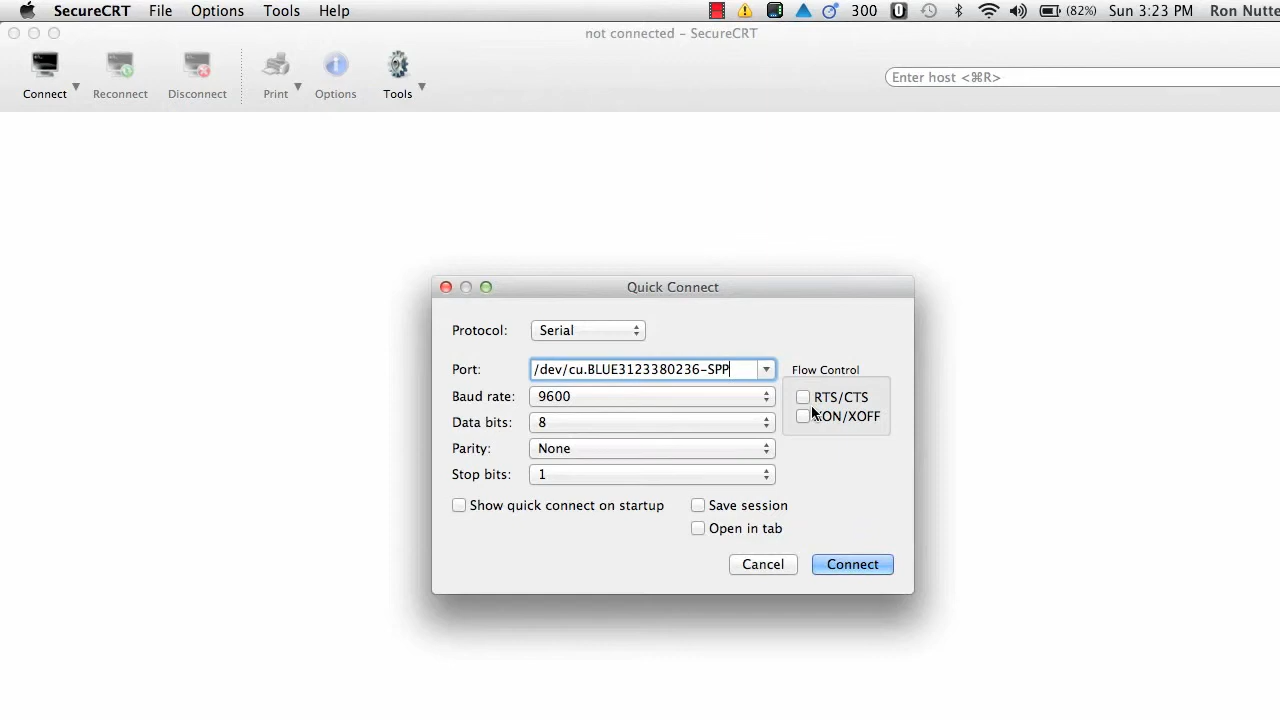 SecureCRT File Options Tools Help 300 (82%) Sun 3:23 PM Ron Nutte
not connected – SecureCRT
Connect Reconnect Disconnect Print Options Tools
Enter host <⌘R>
Quick Connect
Protocol: Serial
Port: /dev/cu.BLUE3123380236-SPP
Flow Control
Baud rate: 9600
RTS/CTS
XON/XOFF
Data bits: 8
Parity: None
Stop bits: 1
Show quick connect on startup
Save session
Open in tab
Cancel Connect